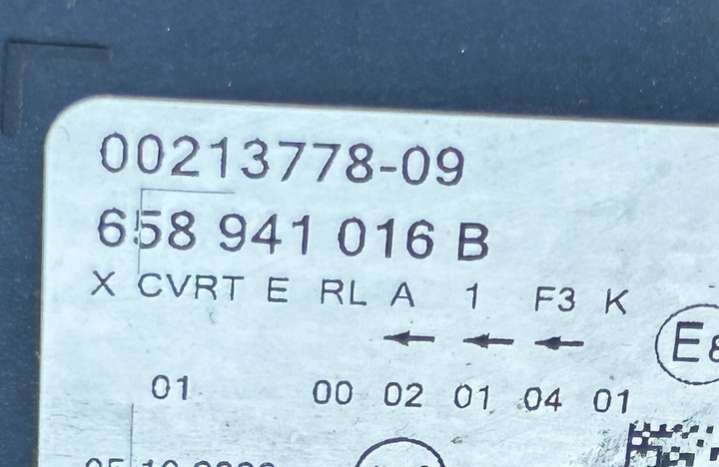 00213778-09
658 941 016 B
X CVRT E RL A 1 F3 K
← ← ←
01 00 02 01 04 01